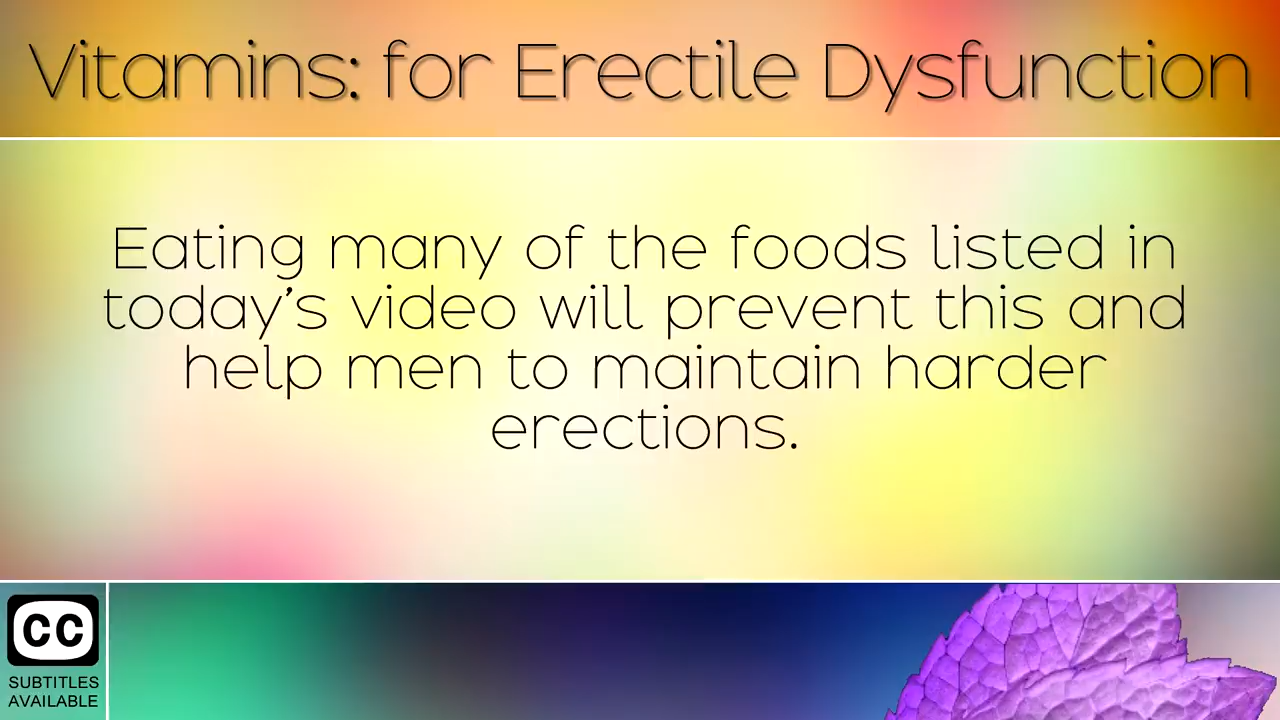 Vitamins: for Erectile Dysfunction
Eating many of the foods listed in
today's video will prevent this and
help men to maintain harder
erections.
CC
SUBTITLES
AVAILABLE